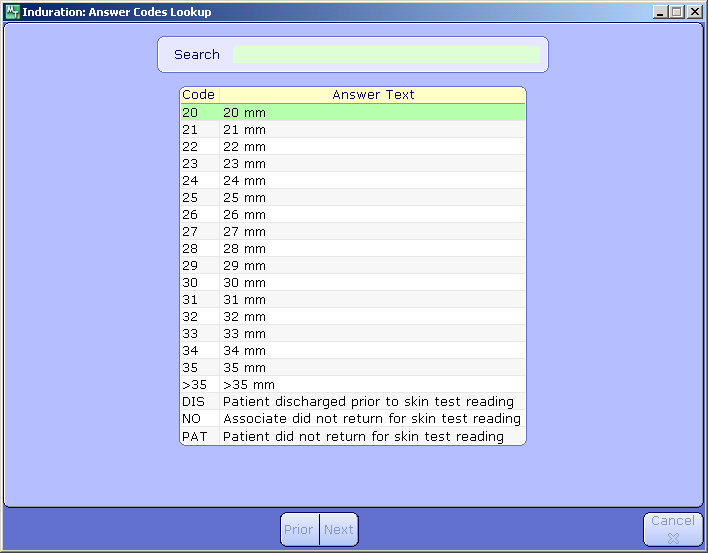 Induration: Answer Codes Lookup
Search
Code Answer Text
20 20 mm
21 21 mm
22 22 mm
23 23 mm
24 24 mm
25 25 mm
26 26 mm
27 27 mm
28 28 mm
29 29 mm
30 30 mm
31 31 mm
32 32 mm
33 33 mm
34 34 mm
35 35 mm
>35 >35 mm
DIS Patient discharged prior to skin test reading
NO Associate did not return for skin test reading
PAT Patient did not return for skin test reading
Prior Next Cancel